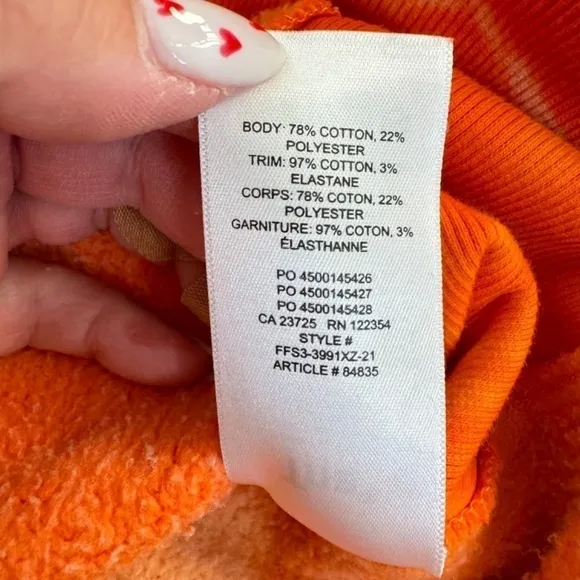 BODY: 78% COTTON, 22%
POLYESTER
TRIM: 97% COTTON, 3%
ELASTANE
CORPS: 78% COTON, 22%
POLYESTER
GARNITURE: 97% COTON, 3%
ÉLASTHANNE
PO 4500145426
PO 4500145427
PO 4500145428
CA 23725 RN 122354
STYLE #
FFS3-3991XZ-21
ARTICLE # 84835